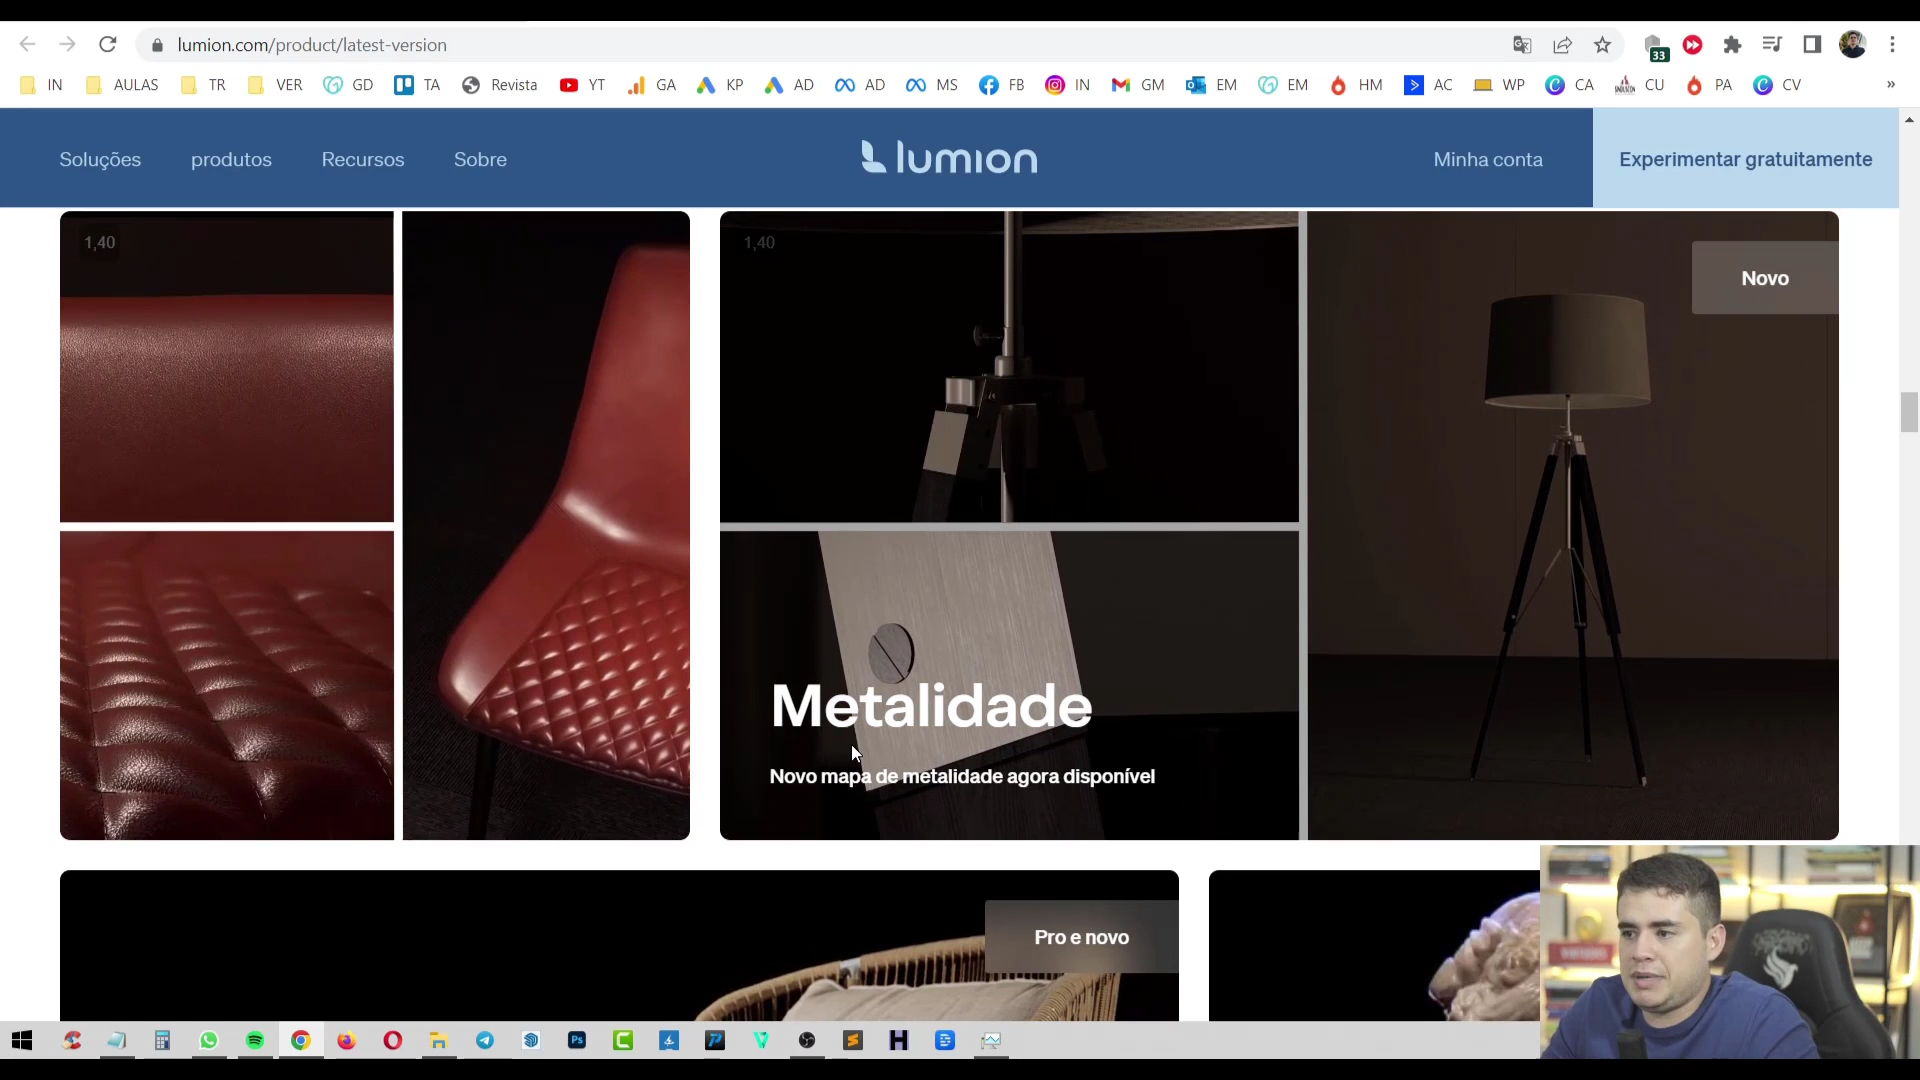 lumion.com/product/latest-version
33
IN AULAS TR VER GD TA Revista YT GA KP AD AD MS FB IN GM EM EM HM AC WP CA CU PA CV »
Soluções produtos Recursos Sobre lumion Minha conta Experimentar gratuitamente
1,40
1,40
Novo
Metalidade
Novo mapa de metalidade agora disponível
Pro e novo
Ps